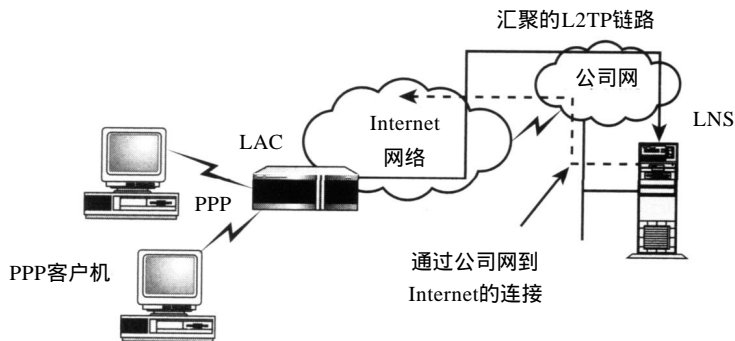 汇聚的L2TP链路
公司网
LNS
Internet
网络
LAC
PPP
PPP客户机
通过公司网到
Internet的连接